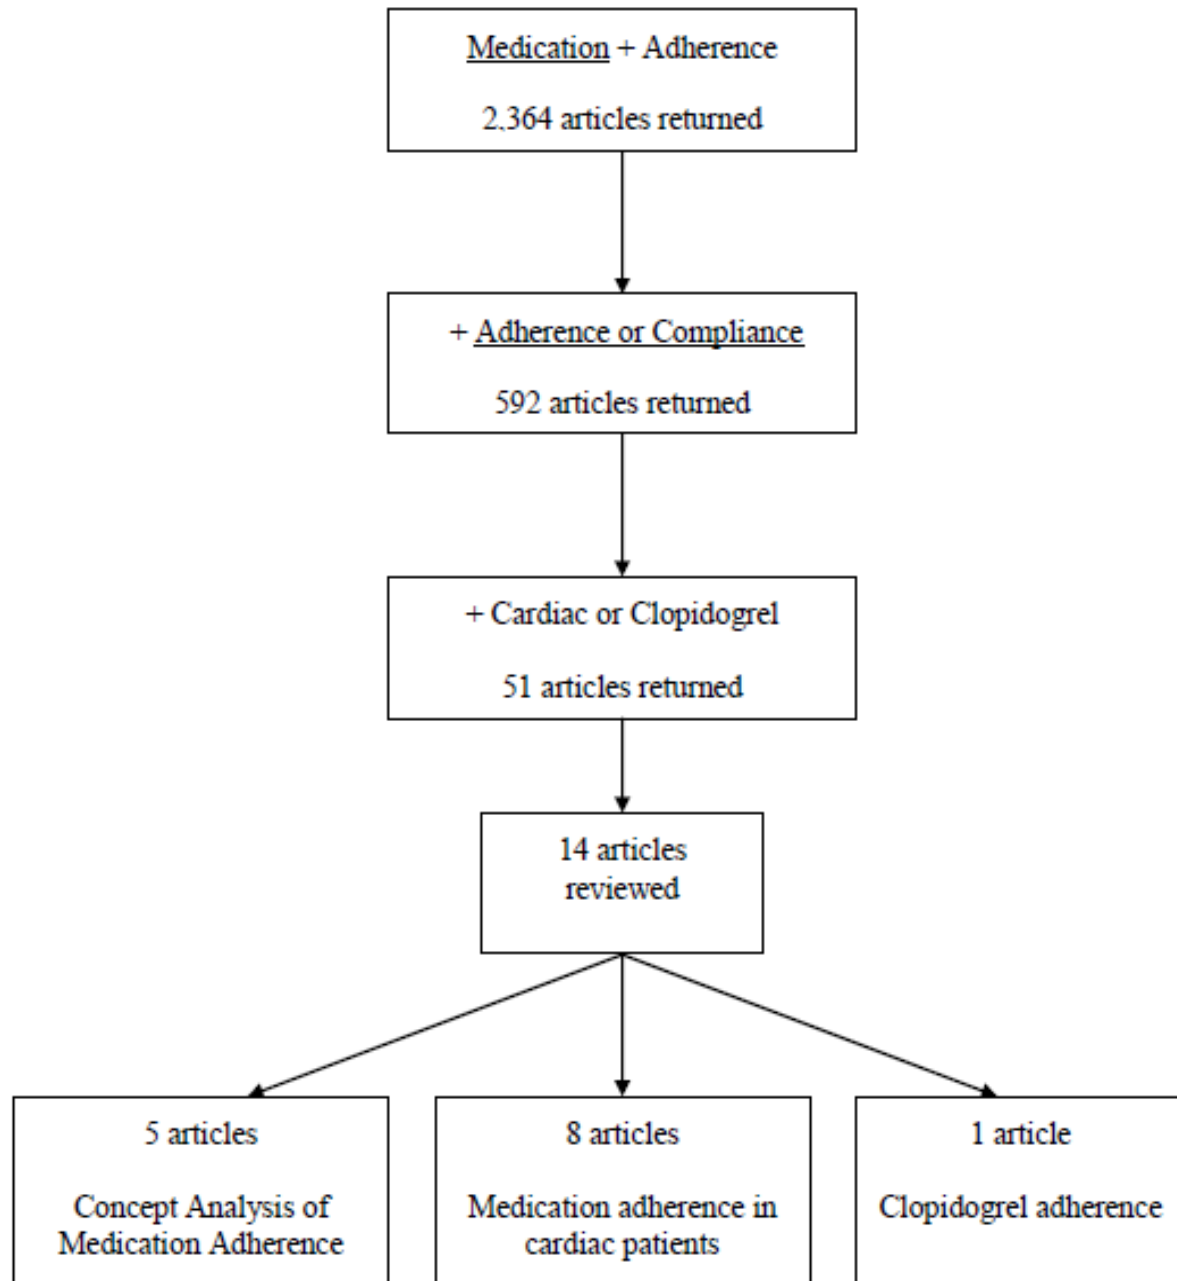 Medication + Adherence
2,364 articles returned
+ Adherence or Compliance
592 articles returned
+ Cardiac or Clopidogrel
51 articles returned
14 articles
reviewed
5 articles
Concept Analysis of
Medication Adherence
8 articles
Medication adherence in
cardiac patients
1 article
Clopidogrel adherence